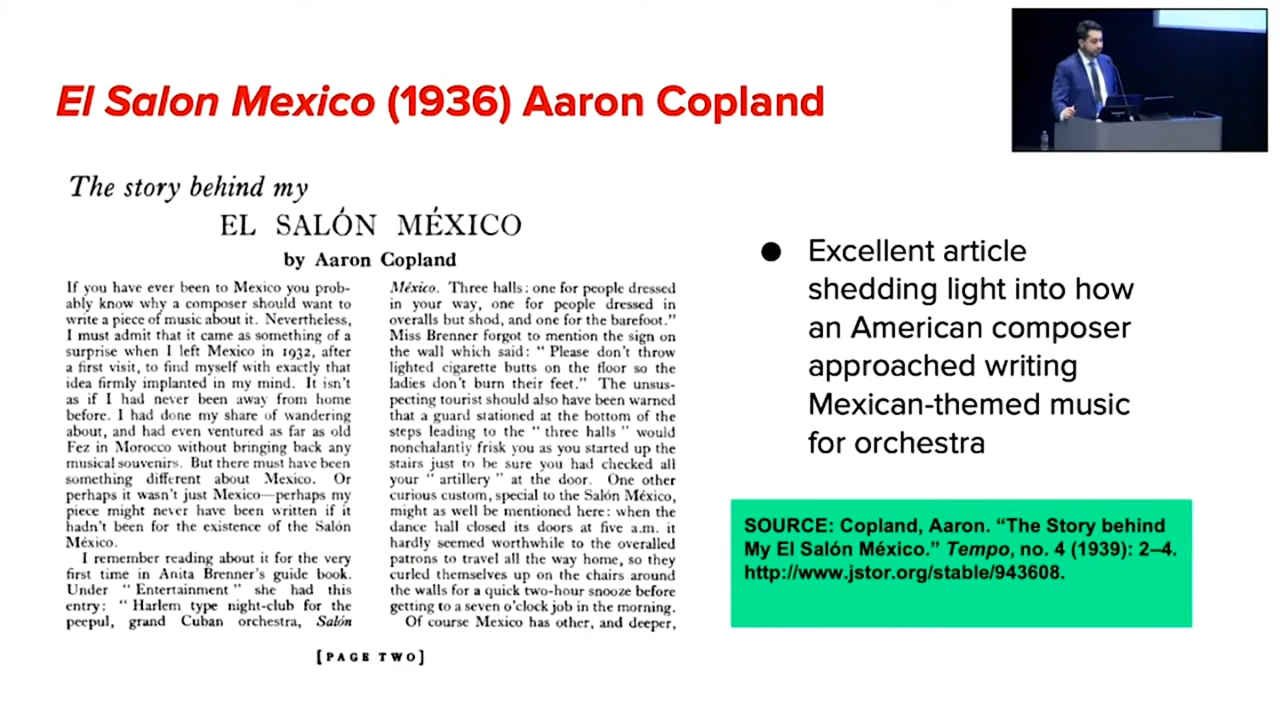 El Salon Mexico (1936) Aaron Copland
The story behind my
EL SALÓN MÉXICO
by Aaron Copland
If you have ever been to Mexico you prob-
ably know why a composer should want to
write a piece of music about it. Nevertheless,
I must admit that it came as something of a
surprise when I left Mexico in 1932, after
a first visit, to find myself with exactly that
idea firmly implanted in my mind. It isn't
as if I had never been away from home
before. I had done my share of wandering
about, and had even ventured as far as old
Fez in Morocco without bringing back any
musical souvenirs. But there must have been
something different about Mexico. Or
perhaps it wasn't just Mexico—perhaps my
piece might never have been written if it
hadn't been for the existence of the Salón
México.
I remember reading about it for the very
first time in Anita Brenner's guide book.
Under "Entertainment" she had this
entry: "Harlem type night-club for the
peepul, grand Cuban orchestra, Salón
México. Three halls: one for people dressed
in your way, one for people dressed in
overalls but shod, and one for the barefoot."
Miss Brenner forgot to mention the sign on
the wall which said: "Please don't throw
lighted cigarette butts on the floor so the
ladies don't burn their feet." The unsus-
pecting tourist should also have been warned
that a guard stationed at the bottom of the
steps leading to the "three halls" would
nonchalantly frisk you as you started up the
stairs just to be sure you had checked all
your "artillery" at the door. One other
curious custom, special to the Salón México,
might as well be mentioned here: when the
dance hall closed its doors at five a.m. it
hardly seemed worthwhile to the overalled
patrons to travel all the way home, so they
curled themselves up on the chairs around
the walls for a quick two-hour snooze before
getting to a seven o'clock job in the morning.
Of course Mexico has other, and deeper,
[PAGE TWO]
● Excellent article
shedding light into how
an American composer
approached writing
Mexican-themed music
for orchestra
SOURCE: Copland, Aaron. “The Story behind
My El Salón México.” Tempo, no. 4 (1939): 2–4.
http://www.jstor.org/stable/943608.